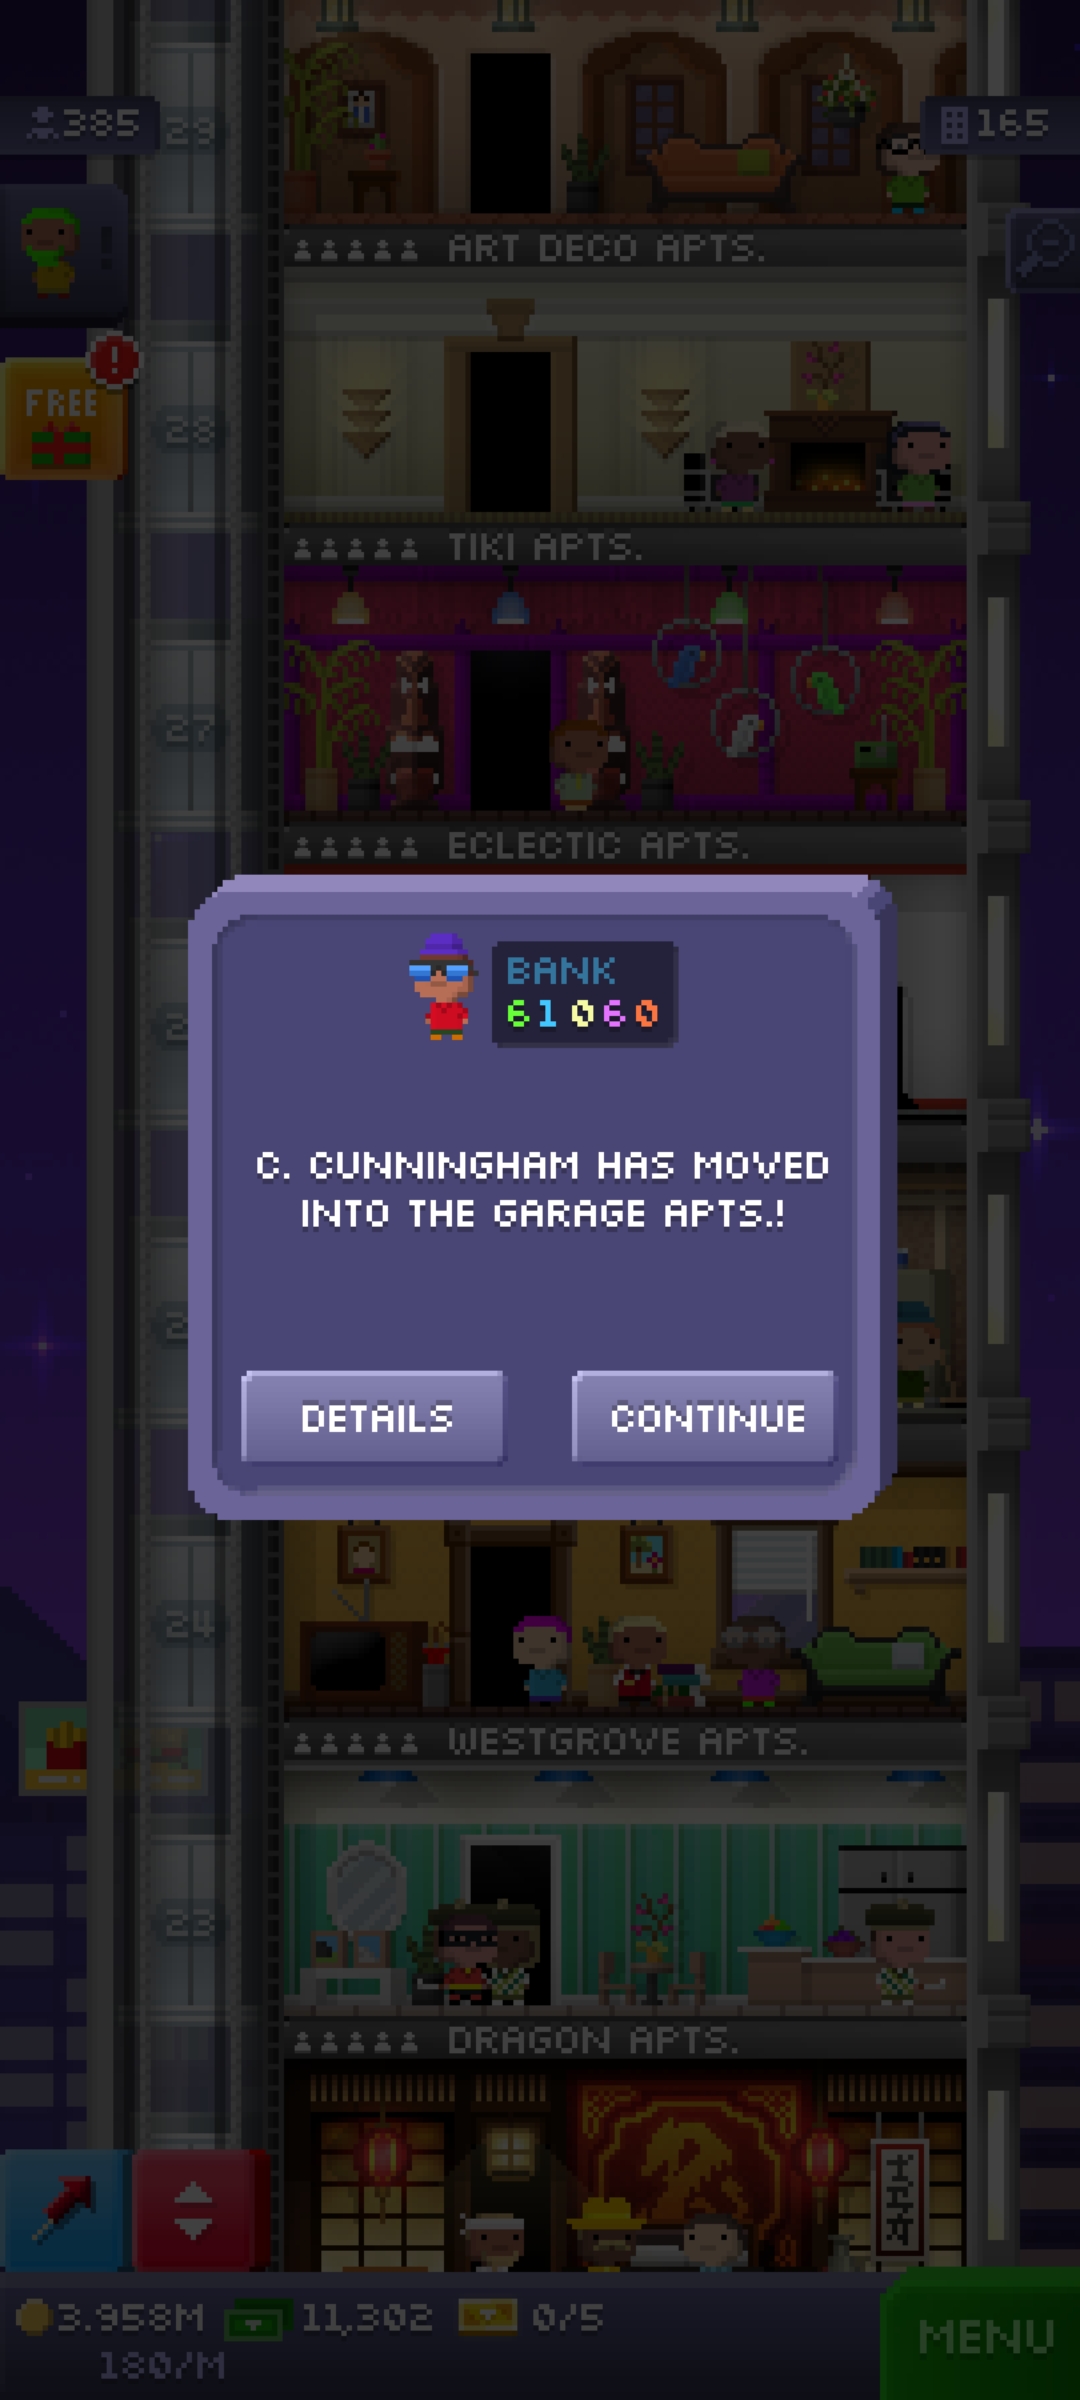 385
29
165
ART DECO APTS.
FREE
28
TIKI APTS.
27
ECLECTIC APTS.
BANK
61060
C. CUNNINGHAM HAS MOVED
INTO THE GARAGE APTS.!
DETAILS
CONTINUE
24
WESTGROVE APTS.
23
DRAGON APTS.
3.958M
11,302
0/5
180/M
MENU